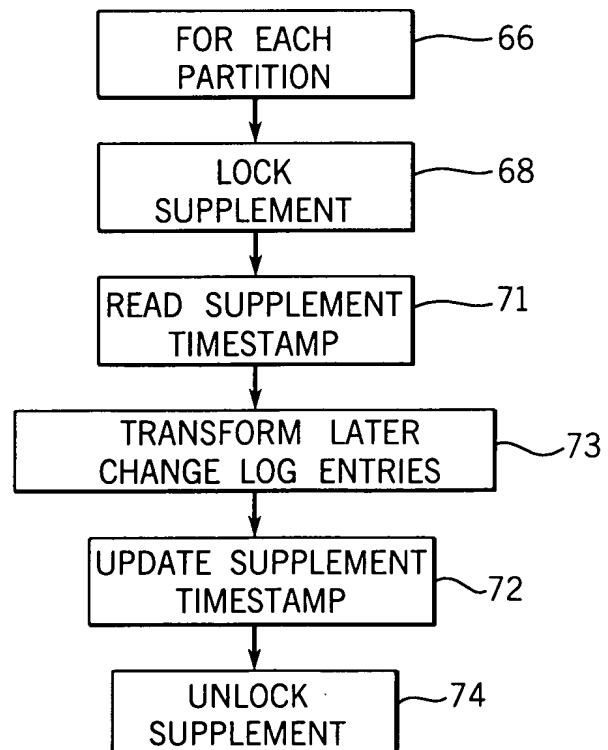 FOR EACH
PARTITION
66
LOCK
SUPPLEMENT
68
READ SUPPLEMENT
TIMESTAMP
71
TRANSFORM LATER
CHANGE LOG ENTRIES
73
UPDATE SUPPLEMENT
TIMESTAMP
72
UNLOCK
SUPPLEMENT
74